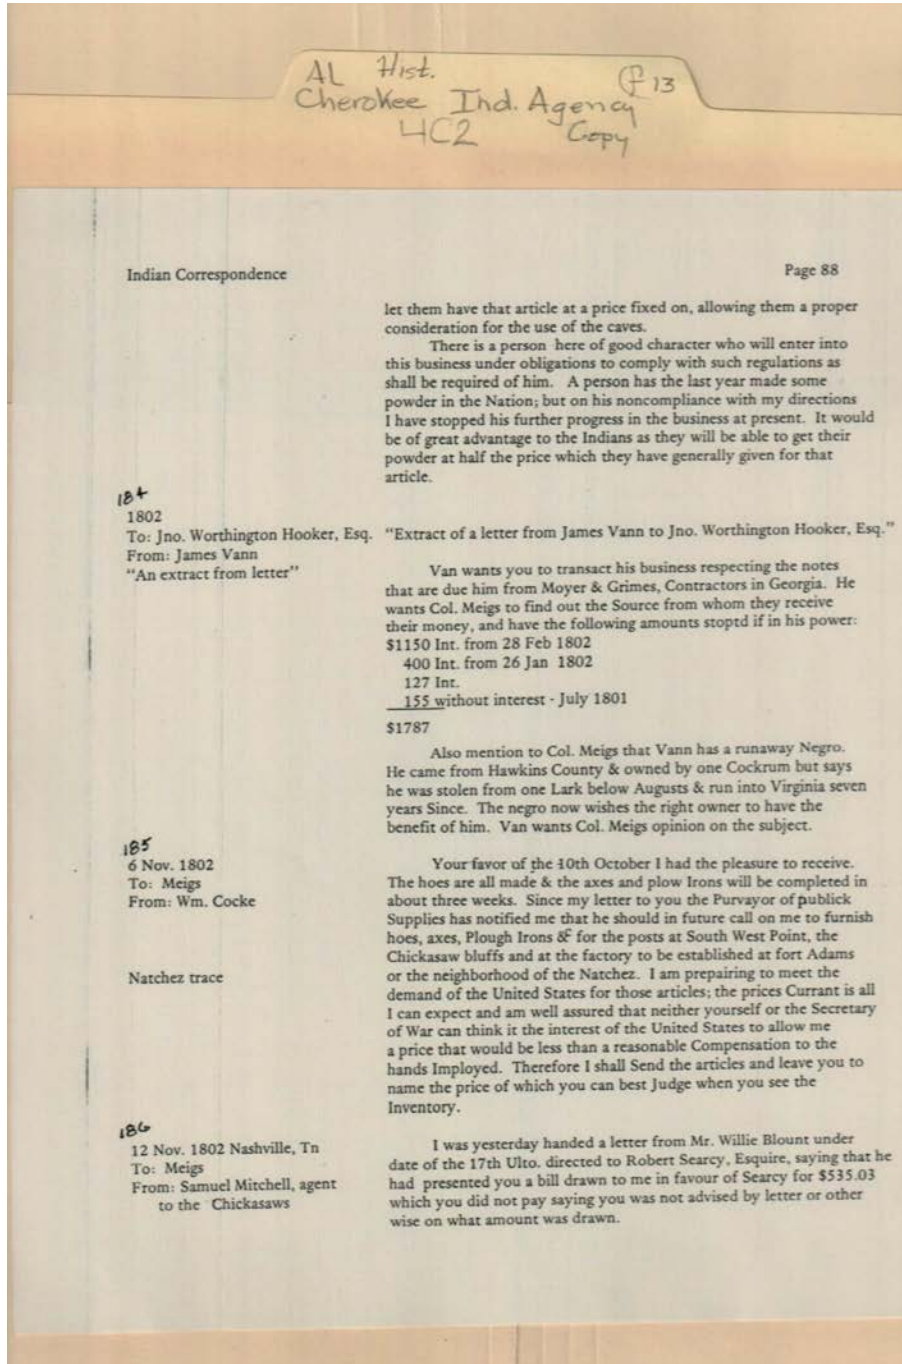 AL Hist.
Cherokee Ind. Agency
f 13
4C2 Copy
Indian Correspondence
Page 88
let them have that article at a price fixed on, allowing them a proper
consideration for the use of the caves.
There is a person here of good character who will enter into
this business under obligations to comply with such regulations as
shall be required of him. A person has the last year made some
powder in the Nation; but on his noncompliance with my directions
I have stopped his further progress in the business at present. It would
be of great advantage to the Indians as they will be able to get their
powder at half the price which they have generally given for that
article.
184
1802
To: Jno. Worthington Hooker, Esq.
From: James Vann
"An extract from letter"
"Extract of a letter from James Vann to Jno. Worthington Hooker, Esq."
Van wants you to transact his business respecting the notes
that are due him from Moyer & Grimes, Contractors in Georgia. He
wants Col. Meigs to find out the Source from whom they receive
their money, and have the following amounts stoptd if in his power:
$1150 Int. from 28 Feb 1802
400 Int. from 26 Jan 1802
127 Int.
155 without interest - July 1801
$1787
Also mention to Col. Meigs that Vann has a runaway Negro.
He came from Hawkins County & owned by one Cockrum but says
he was stolen from one Lark below Augusts & run into Virginia seven
years Since. The negro now wishes the right owner to have the
benefit of him. Van wants Col. Meigs opinion on the subject.
185
6 Nov. 1802
To: Meigs
From: Wm. Cocke
Natchez trace
Your favor of the 10th October I had the pleasure to receive.
The hoes are all made & the axes and plow Irons will be completed in
about three weeks. Since my letter to you the Purvayor of publick
Supplies has notified me that he should in future call on me to furnish
hoes, axes, Plough Irons &c for the posts at South West Point, the
Chickasaw bluffs and at the factory to be established at fort Adams
or the neighborhood of the Natchez. I am prepairing to meet the
demand of the United States for those articles; the prices Currant is all
I can expect and am well assured that neither yourself or the Secretary
of War can think it the interest of the United States to allow me
a price that would be less than a reasonable Compensation to the
hands Imployed. Therefore I shall Send the articles and leave you to
name the price of which you can best Judge when you see the
Inventory.
186
12 Nov. 1802 Nashville, Tn
To: Meigs
From: Samuel Mitchell, agent
to the Chickasaws
I was yesterday handed a letter from Mr. Willie Blount under
date of the 17th Ulto. directed to Robert Searcy, Esquire, saying that he
had presented you a bill drawn to me in favour of Searcy for $535.03
which you did not pay saying you was not advised by letter or other
wise on what amount was drawn.